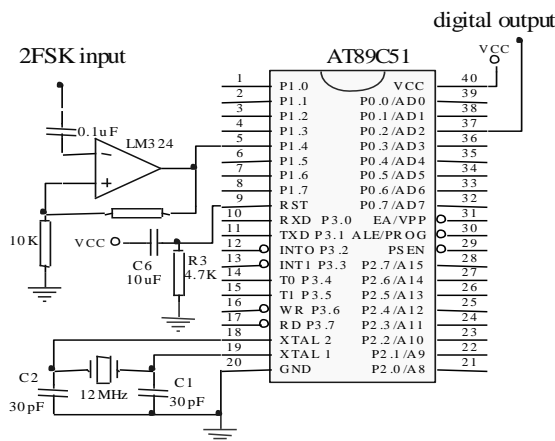 digital output
2FSK input
AT89C51
VCC
0.1uF
LM324
10K
VCC
C6
10uF
R3
4.7K
C2
30pF
12MHz
C1
30pF
1 P1.0 VCC 40
2 P1.1 P0.0/AD0 39
3 P1.2 P0.1/AD1 38
4 P1.3 P0.2/AD2 37
5 P1.4 P0.3/AD3 36
6 P1.5 P0.4/AD4 35
7 P1.6 P0.5/AD5 34
8 P1.7 P0.6/AD6 33
9 RST P0.7/AD7 32
10 RXD P3.0 EA/VPP 31
11 TXD P3.1 ALE/PROG 30
12 INTO P3.2 PSEN 29
13 INT1 P3.3 P2.7/A15 28
14 T0 P3.4 P2.6/A14 27
15 T1 P3.5 P2.5/A13 26
16 WR P3.6 P2.4/A12 25
17 RD P3.7 P2.3/A11 24
18 XTAL 2 P2.2/A10 23
19 XTAL 1 P2.1/A9 22
20 GND P2.0/A8 21